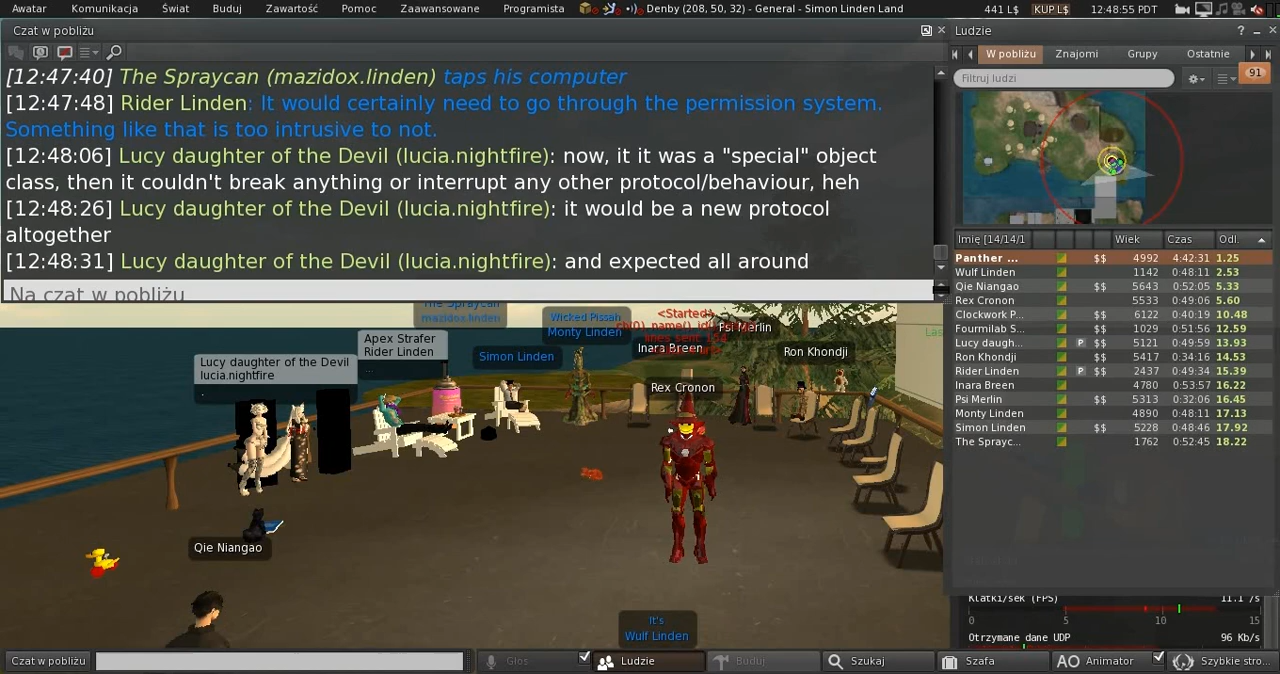 Awatar Komunikacja Świat Buduj Zawartość Pomoc Zaawansowane Programista Denby (208, 50, 32) - General - Simon Linden Land 441 L$ KUP L$ 12:48:55 PDT
Czat w pobliżu
[12:47:40] The Spraycan (mazidox.linden) taps his computer
[12:47:48] Rider Linden: It would certainly need to go through the permission system.
Something like that is too intrusive to not.
[12:48:06] Lucy daughter of the Devil (lucia.nightfire): now, it it was a "special" object
class, then it couldn't break anything or interrupt any other protocol/behaviour, heh
[12:48:26] Lucy daughter of the Devil (lucia.nightfire): it would be a new protocol
altogether
[12:48:31] Lucy daughter of the Devil (lucia.nightfire): and expected all around
Na czat w pobliżu
Ludzie
W pobliżu Znajomi Grupy Ostatnie
Filtruj ludzi
91
Imię [14/14/1 Wiek Czas Odl.
Panther ... $$ 4992 4:42:31 1.25
Wulf Linden 1142 0:48:11 2.53
Qie Niangao $$ 5643 0:52:05 5.33
Rex Cronon 5533 0:49:06 5.60
Clockwork P... $$ 6122 0:40:19 10.48
Fourmilab S... $$ 1029 0:51:56 12.59
Lucy daugh... P $$ 5121 0:49:59 13.93
Ron Khondji $$ 5417 0:34:16 14.53
Rider Linden P $$ 2437 0:49:34 15.39
Inara Breen 4780 0:53:57 16.22
Psi Merlin $$ 5313 0:32:06 16.45
Monty Linden 4890 0:48:11 17.13
Simon Linden $$ 5228 0:48:46 17.92
The Sprayc... 1762 0:52:45 18.22
The Spraycan
mazidox.linden
Wicked Pissah
Monty Linden
<Started>
lines sent
Psi Merlin
Las
Apex Strafer
Rider Linden
...
Simon Linden
Inara Breen
Ron Khondji
Lucy daughter of the Devil
lucia.nightfire
.
Rex Cronon
Qie Niangao
It's
Wulf Linden
Klatki/sek (FPS) 11.1 /s
0 5 10 15
Otrzymane dane UDP 96 Kb/s
Czat w pobliżu Głos Ludzie Buduj Szukaj Szafa AO Animator Szybkie stro...